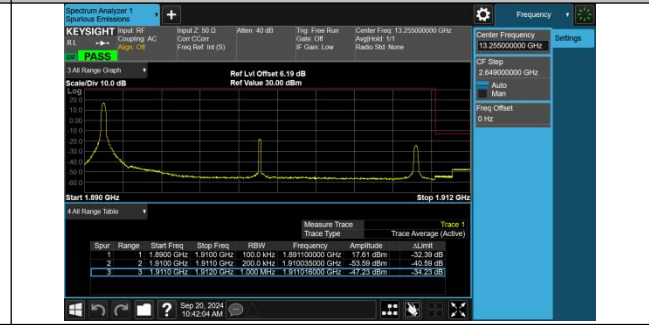 Spectrum Analyzer 1
Spurious Emissions
Frequency
KEYSIGHT
Input: RF
Input Z: 50 Ω
Atten: 40 dB
Trig: Free Run
Center Freq: 13.255000000 GHz
RL
Coupling: AC
Corr CCorr
Gate: Off
Avg|Hold: 1/1
Align: Off
Freq Ref: Int (S)
IF Gain: Low
Radio Std: None
PASS
Center Frequency
13.255000000 GHz
Settings
CF Step
2.649000000 GHz
Auto
Man
Freq Offset
0 Hz
3 All Range Graph
Ref Lvl Offset 6.19 dB
Scale/Div 10.0 dB
Ref Value 30.00 dBm
Log
20.0
10.0
0.00
-10.0
-20.0
-30.0
-40.0
-50.0
-60.0
Start 1.890 GHz
Stop 1.912 GHz
4 All Range Table
Measure Trace
Trace 1
Trace Type
Trace Average (Active)
Spur Range Start Freq Stop Freq RBW Frequency Amplitude ΔLimit
1 1 1.8900 GHz 1.9100 GHz 100.0 kHz 1.891100000 GHz 17.61 dBm -32.39 dB
2 2 1.9100 GHz 1.9110 GHz 200.0 kHz 1.910035000 GHz -53.59 dBm -40.59 dB
3 3 1.9110 GHz 1.9120 GHz 1.000 MHz 1.911016000 GHz -47.23 dBm -34.23 dB
Sep 20, 2024
10:42:04 AM